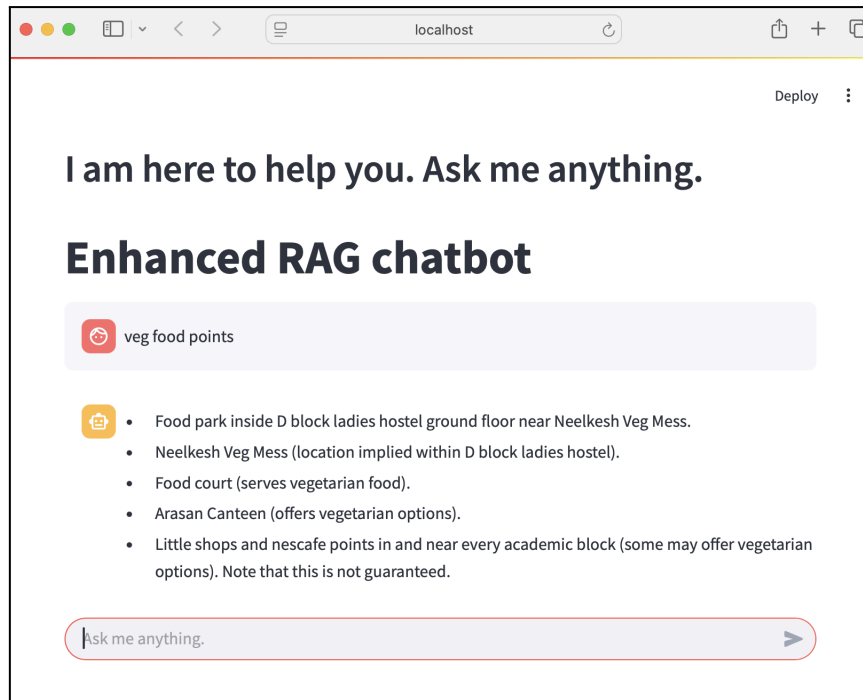 localhost
Deploy
I am here to help you. Ask me anything.
Enhanced RAG chatbot
veg food points
• Food park inside D block ladies hostel ground floor near Neelkesh Veg Mess.
• Neelkesh Veg Mess (location implied within D block ladies hostel).
• Food court (serves vegetarian food).
• Arasan Canteen (offers vegetarian options).
• Little shops and nescafe points in and near every academic block (some may offer vegetarian
options). Note that this is not guaranteed.
Ask me anything.